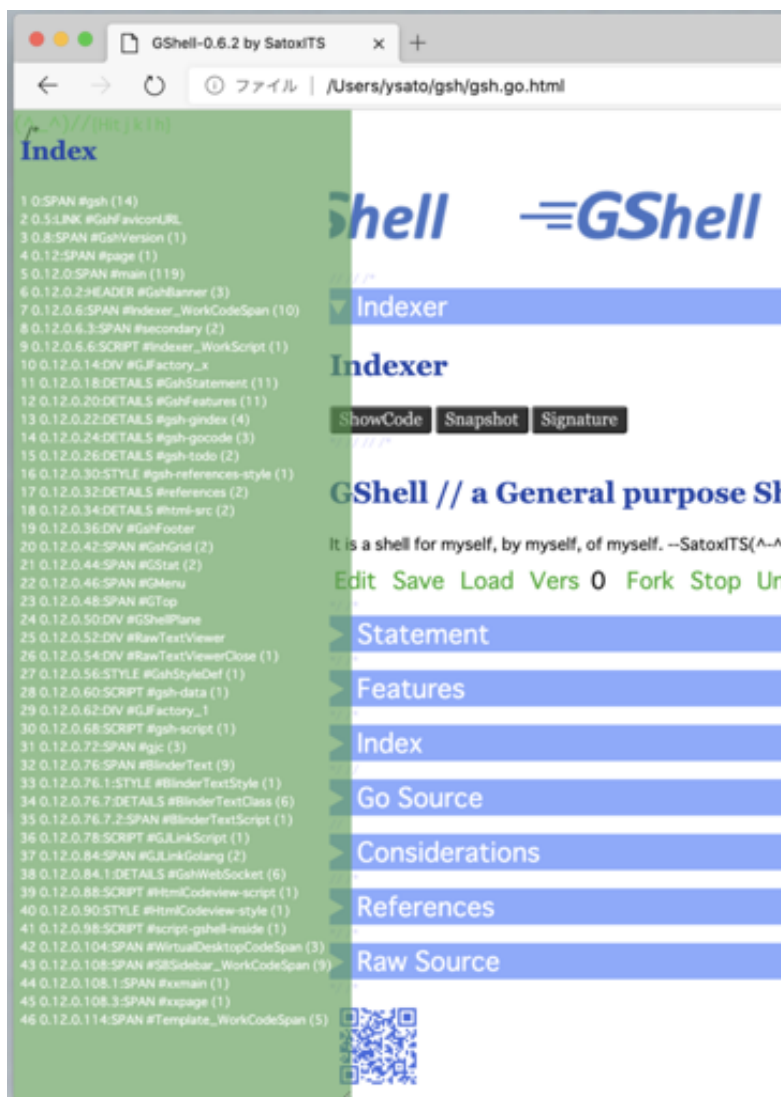 GShell-0.6.2 by SatoxITS
ファイル | /Users/ysato/gsh/gsh.go.html
/*
Index
1 0:SPAN #gsh (14)
2 0.5:LINK #GshFaviconURL
3 0.8:SPAN #GshVersion (1)
4 0.12:SPAN #page (1)
5 0.12.0:SPAN #main (119)
6 0.12.0.2:HEADER #GshBanner (3)
7 0.12.0.6:SPAN #Indexer_WorkCodeSpan (10)
8 0.12.0.6.3:SPAN #secondary (2)
9 0.12.0.6.6:SCRIPT #Indexer_WorkScript (1)
10 0.12.0.14:DIV #GJFactory_x
11 0.12.0.18:DETAILS #GshStatement (11)
12 0.12.0.20:DETAILS #GshFeatures (11)
13 0.12.0.22:DETAILS #gsh-gindex (4)
14 0.12.0.24:DETAILS #gsh-gocode (3)
15 0.12.0.26:DETAILS #gsh-todo (2)
16 0.12.0.30:STYLE #gsh-references-style (1)
17 0.12.0.32:DETAILS #references (2)
18 0.12.0.34:DETAILS #html-src (2)
19 0.12.0.36:DIV #GshFooter
20 0.12.0.42:SPAN #GshGrid (2)
21 0.12.0.44:SPAN #GStat (2)
22 0.12.0.46:SPAN #GMenu
23 0.12.0.48:SPAN #GTop
24 0.12.0.50:DIV #GShellPlane
25 0.12.0.52:DIV #RawTextViewer
26 0.12.0.54:DIV #RawTextViewerClose (1)
27 0.12.0.56:STYLE #GshStyleDef (1)
28 0.12.0.60:SCRIPT #gsh-data (1)
29 0.12.0.62:DIV #GJFactory_1
30 0.12.0.68:SCRIPT #gsh-script (1)
31 0.12.0.72:SPAN #gjc (3)
32 0.12.0.76:SPAN #BlinderText (9)
33 0.12.0.76.1:STYLE #BlinderTextStyle (1)
34 0.12.0.76.7:DETAILS #BlinderTextClass (6)
35 0.12.0.76.7.2:SPAN #BlinderTextScript (1)
36 0.12.0.78:SCRIPT #GJLinkScript (1)
37 0.12.0.84:SPAN #GJLinkGolang (2)
38 0.12.0.84.1:DETAILS #GshWebSocket (6)
39 0.12.0.88:SCRIPT #HtmlCodeview-script (1)
40 0.12.0.90:STYLE #HtmlCodeview-style (1)
41 0.12.0.98:SCRIPT #script-gshell-inside (1)
42 0.12.0.104:SPAN #WirtualDesktopCodeSpan (3)
43 0.12.0.108:SPAN #SBSidebar_WorkCodeSpan (9)
44 0.12.0.108.1:SPAN #xxmain (1)
45 0.12.0.108.3:SPAN #xxpage (1)
46 0.12.0.114:SPAN #Template_WorkCodeSpan (5)
Shell GShell
Indexer
Indexer
ShowCode Snapshot Signature
GShell // a General purpose Sh
It is a shell for myself, by myself, of myself. --SatoxITS(^-^
Edit Save Load Vers 0 Fork Stop Un
Statement
Features
Index
Go Source
Considerations
References
Raw Source